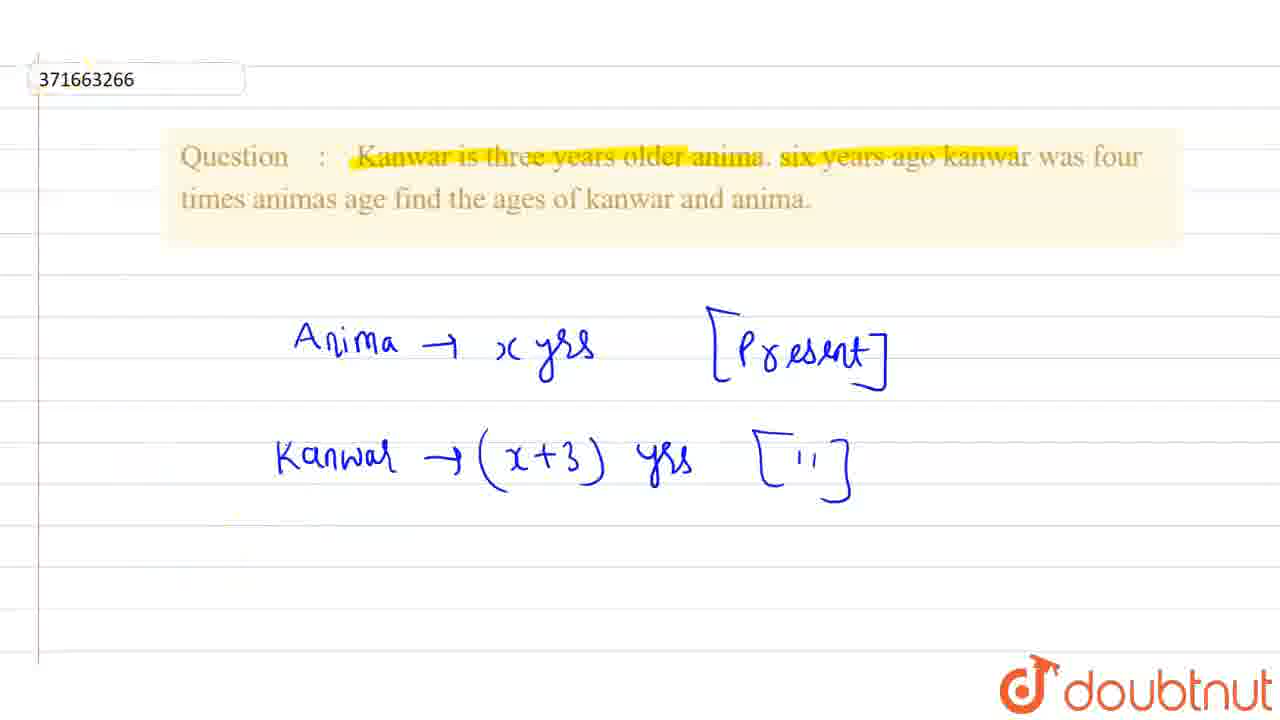 371663266
Question : Kanwar is three years older anima. six years ago kanwar was four
times animas age find the ages of kanwar and anima.
Anima → x yrs [Present]
Kanwar → (x+3) yrs ["]
doubtnut